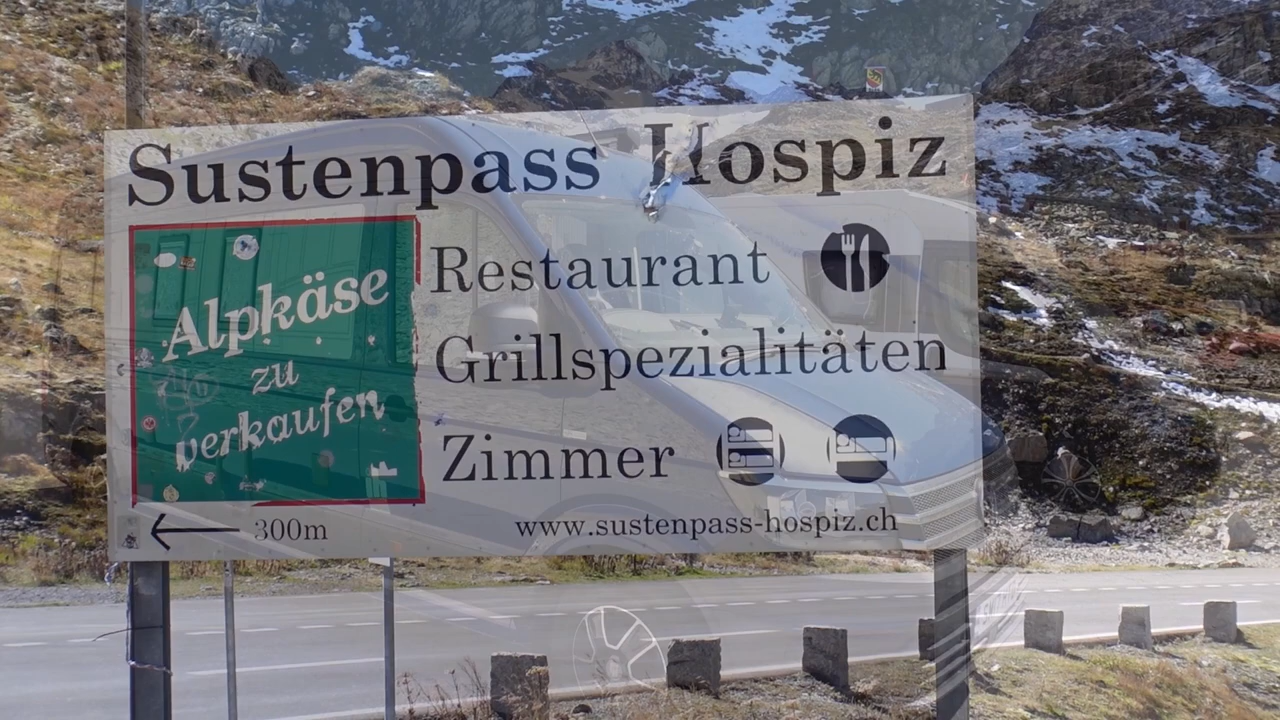 Sustenpass Hospiz
Alpkäse
zu
verkaufen
Restaurant
Grillspezialitäten
Zimmer
300m
www.sustenpass-hospiz.ch